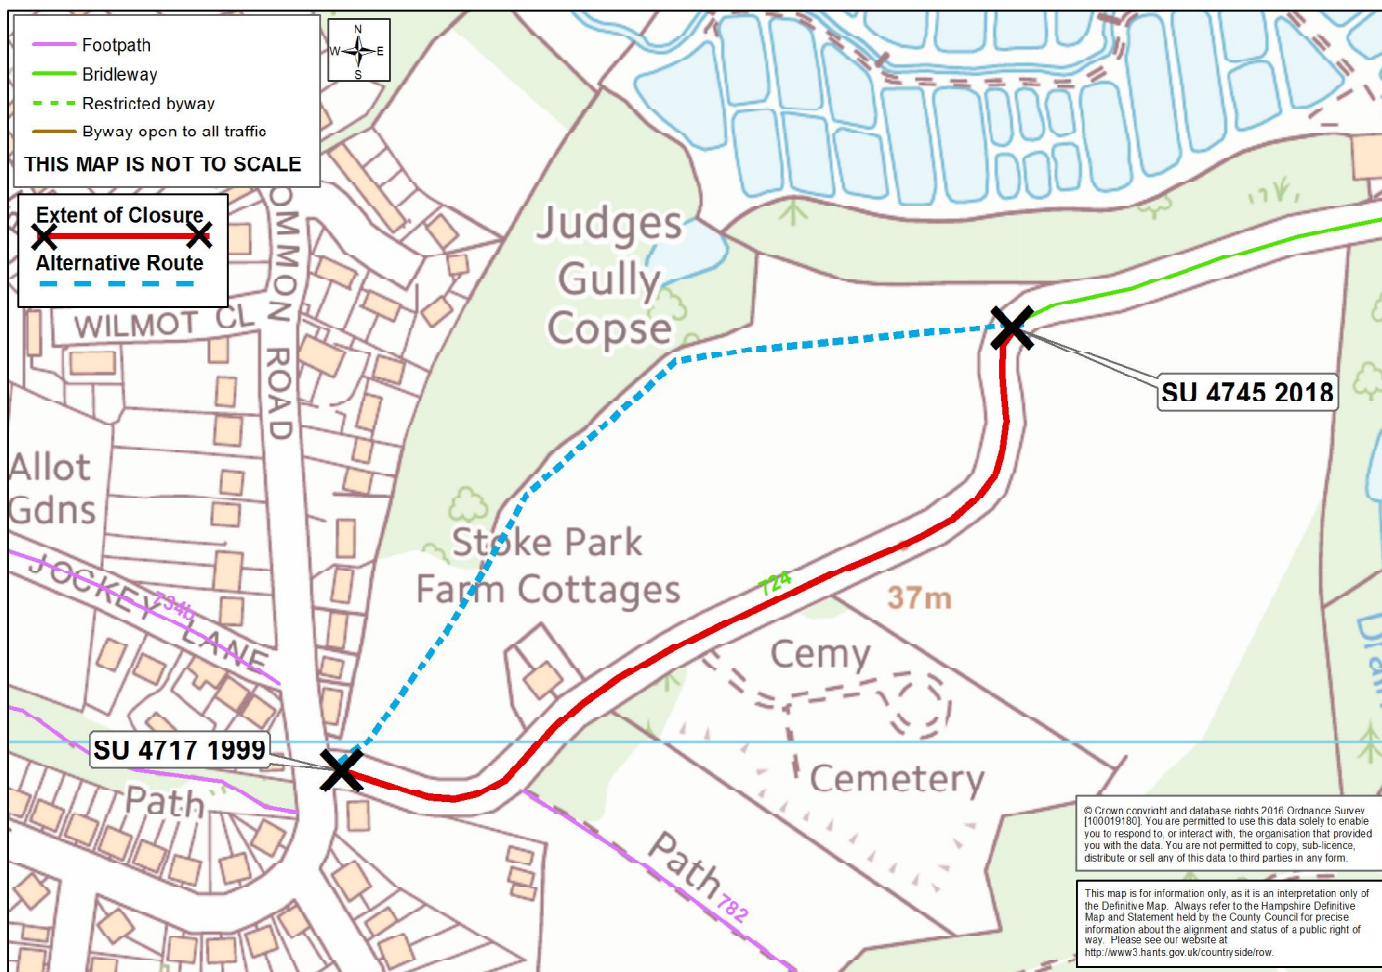 Footpath
Bridleway
Restricted byway
Byway open to all traffic
THIS MAP IS NOT TO SCALE
N
W E
S
Extent of Closure
Alternative Route
OMMON ROAD
WILMOT CL
Judges
Gully
Copse
SU 4745 2018
Allot
Gdns
Stoke Park
Farm Cottages
724
37m
JOCKEY LANE
734b
Cemy
Drain
SU 4717 1999
Path
Cemetery
Path
782
© Crown copyright and database rights 2016 Ordnance Survey
[100019180]. You are permitted to use this data solely to enable
you to respond to, or interact with, the organisation that provided
you with the data. You are not permitted to copy, sub-licence,
distribute or sell any of this data to third parties in any form.
This map is for information only, as it is an interpretation only of
the Definitive Map. Always refer to the Hampshire Definitive
Map and Statement held by the County Council for precise
information about the alignment and status of a public right of
way. Please see our website at
http://www3.hants.gov.uk/countryside/row.